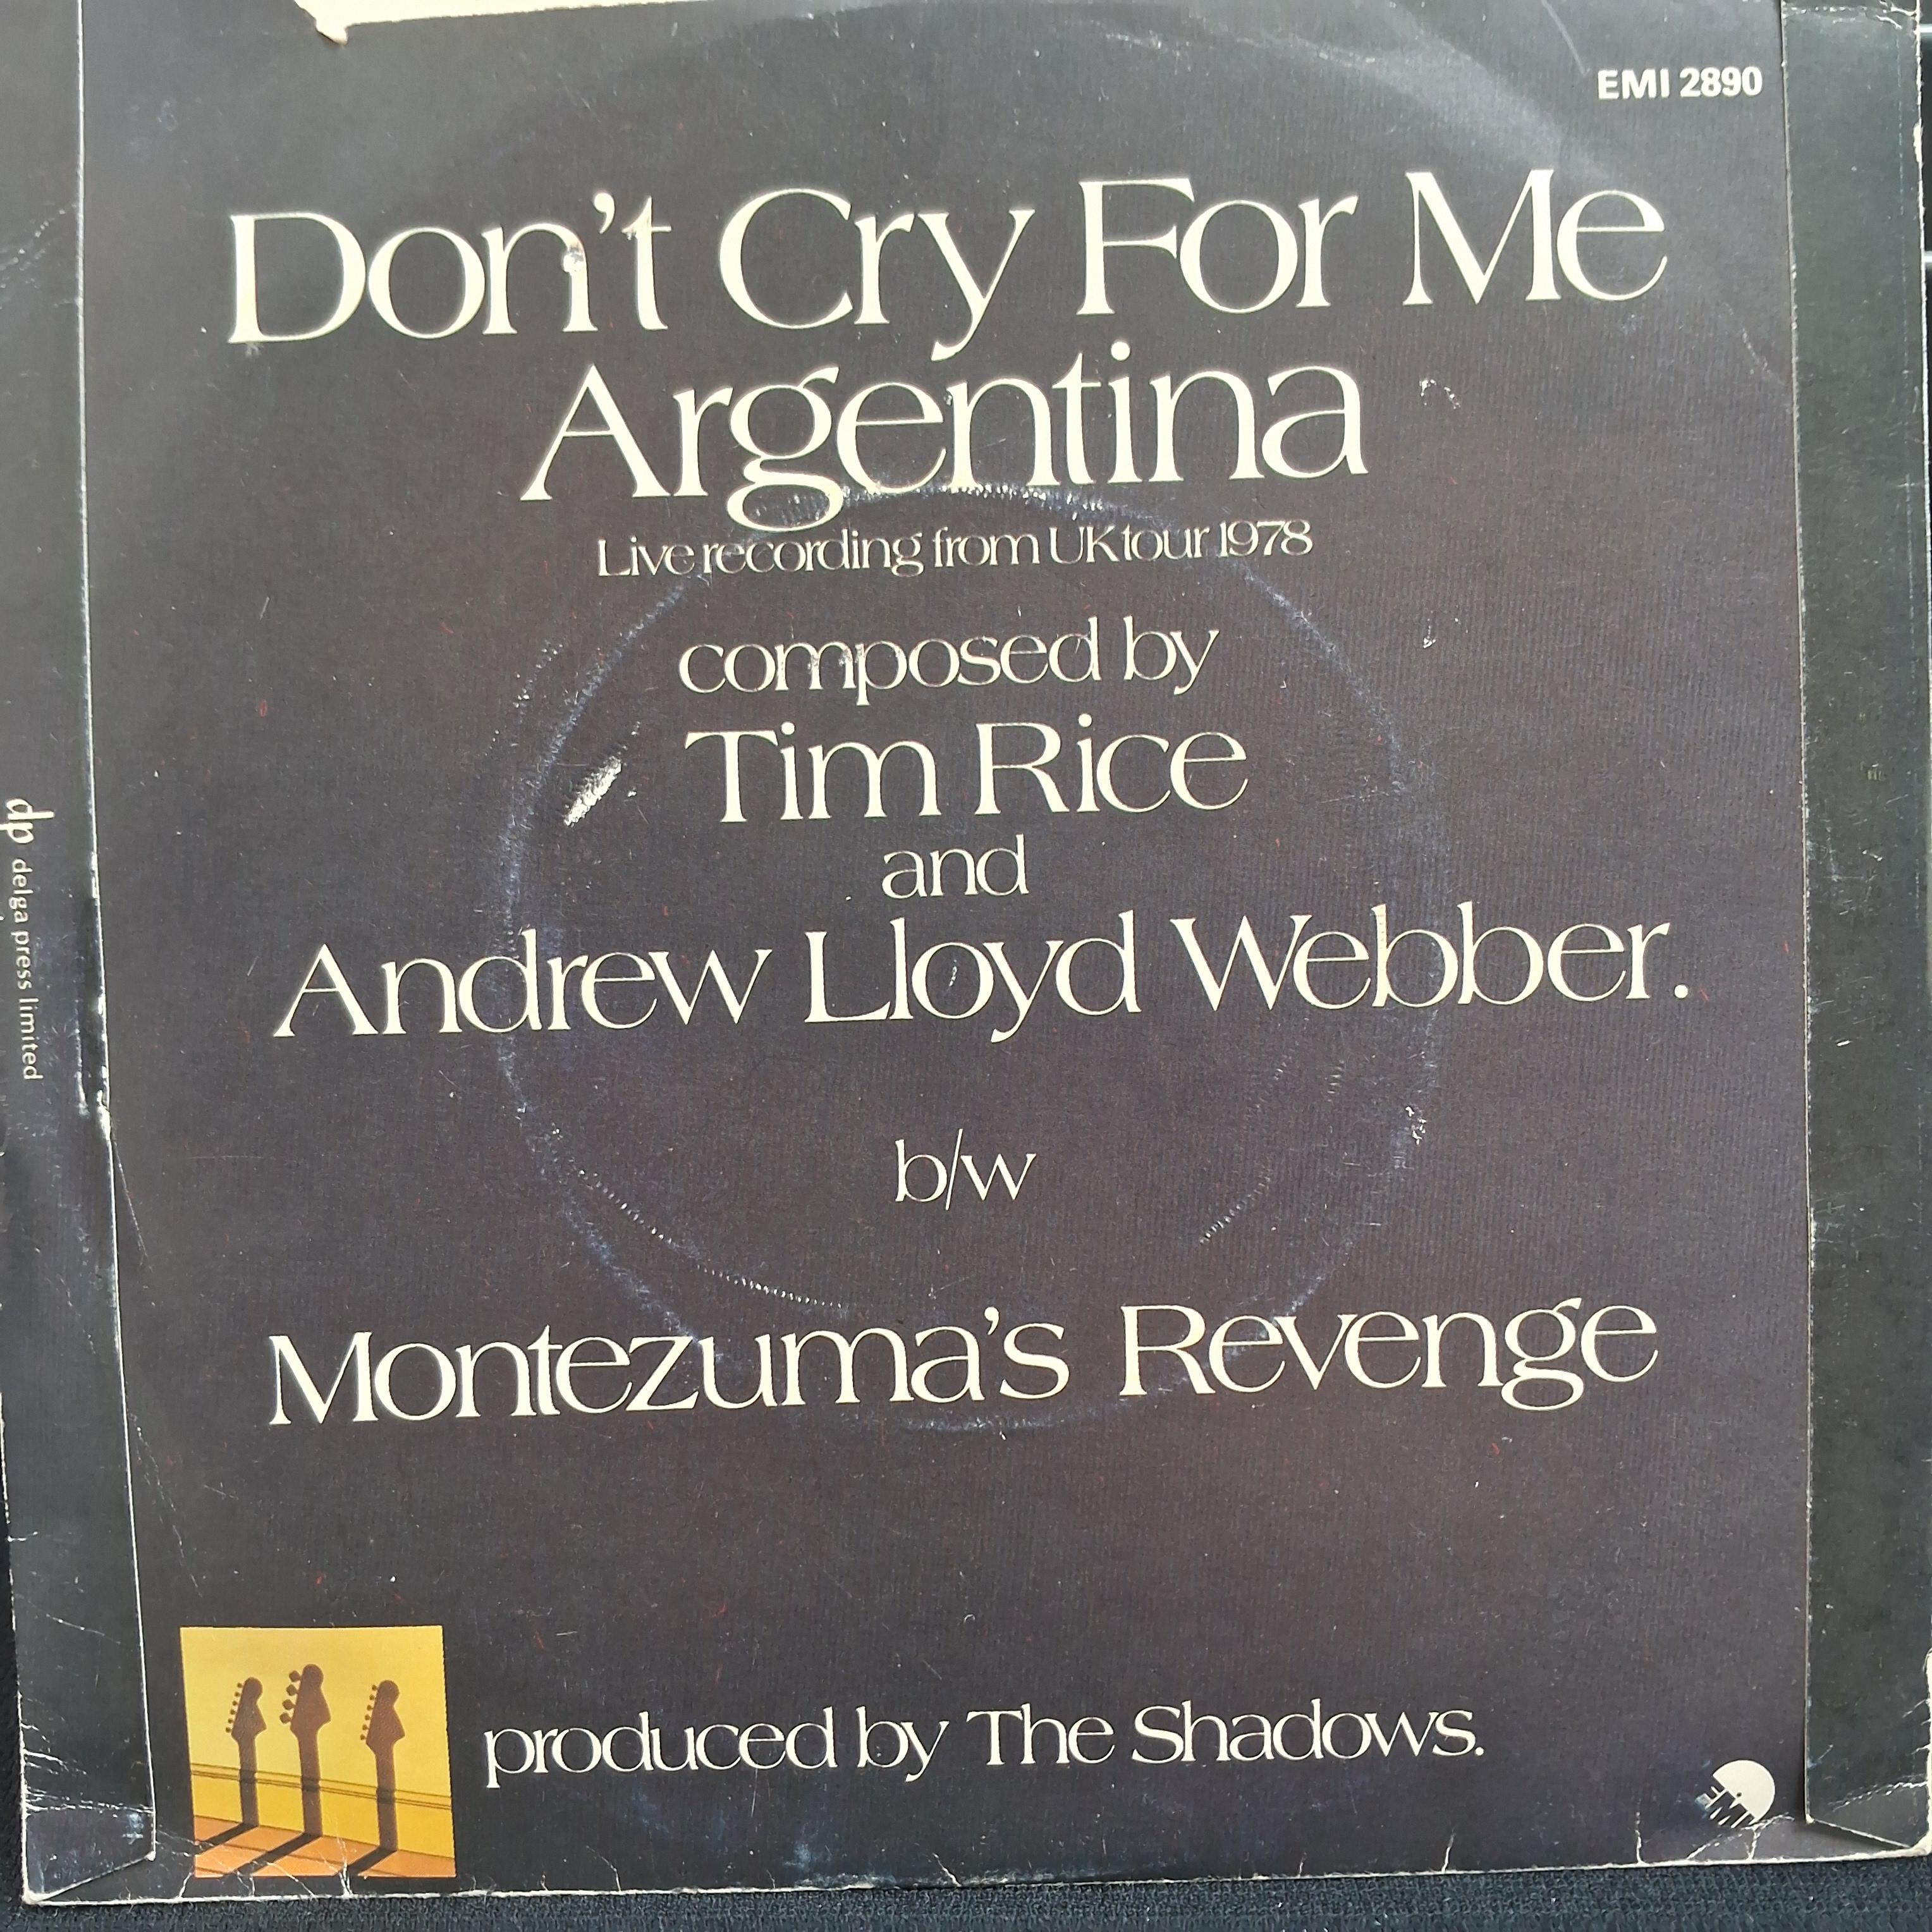 EMI 2890
Don't Cry For Me
Argentina
Live recording from UK tour 1978
composed by
Tim Rice
and
Andrew Lloyd Webber.
b/w
Montezuma's Revenge
produced by The Shadows.
EMI
dp delga press limited